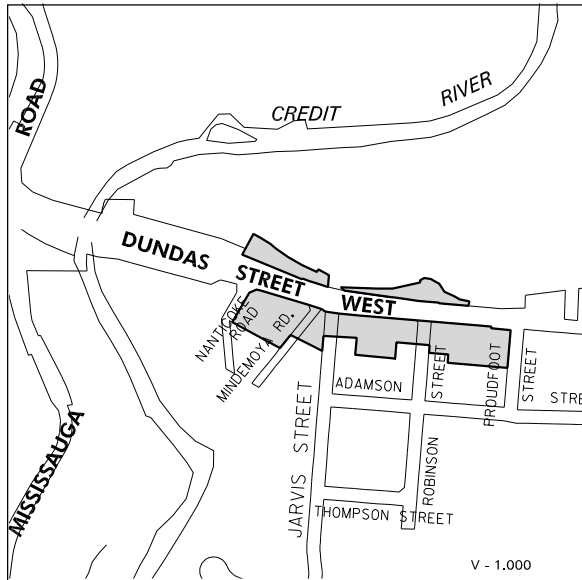 ROAD
CREDIT
RIVER
DUNDAS STREET WEST
NANTICOKE ROAD
MINDEMOYA RD.
ADAMSON
STREET
PROUDFOOT
STREET
STRE
MISSISSAUGA
JARVIS STREET
ROBINSON
THOMPSON STREET
V - 1.000